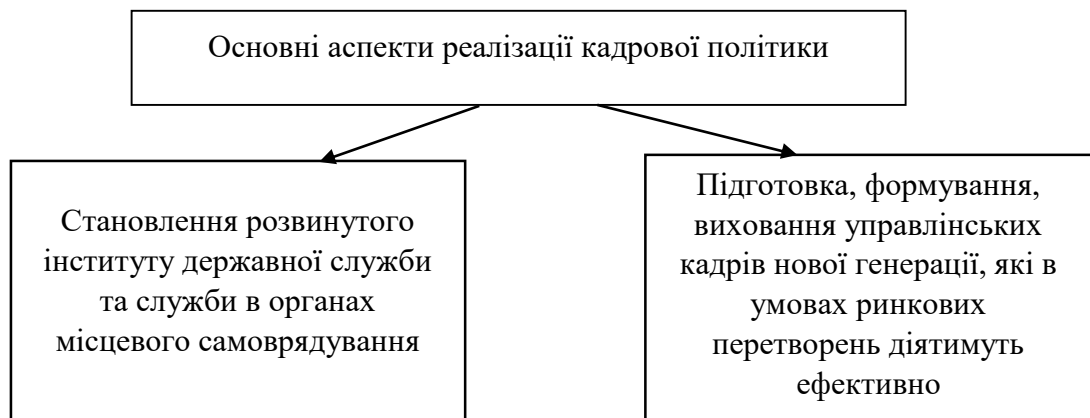 Основні аспекти реалізації кадрової політики
Становлення розвинутого
інституту державної служби
та служби в органах
місцевого самоврядування
Підготовка, формування,
виховання управлінських
кадрів нової генерації, які в
умовах ринкових
перетворень діятимуть
ефективно